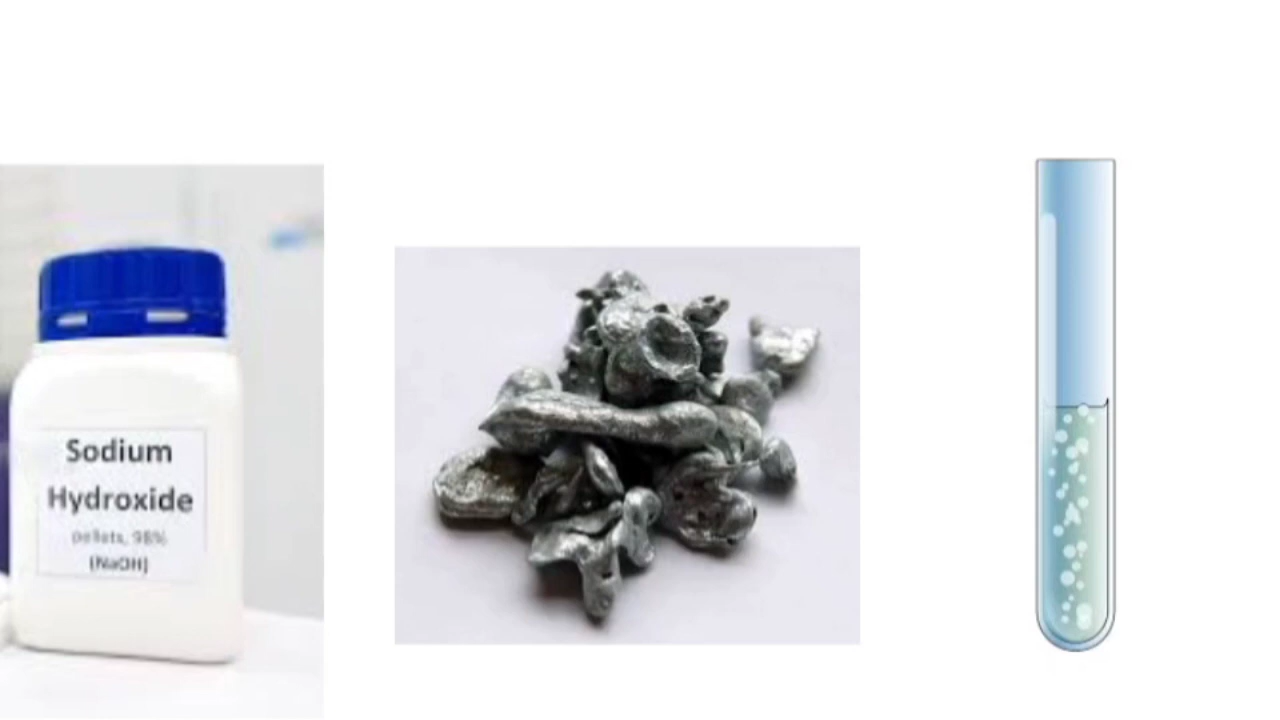 Sodium
Hydroxide
pellets, 98%
(NaOH)